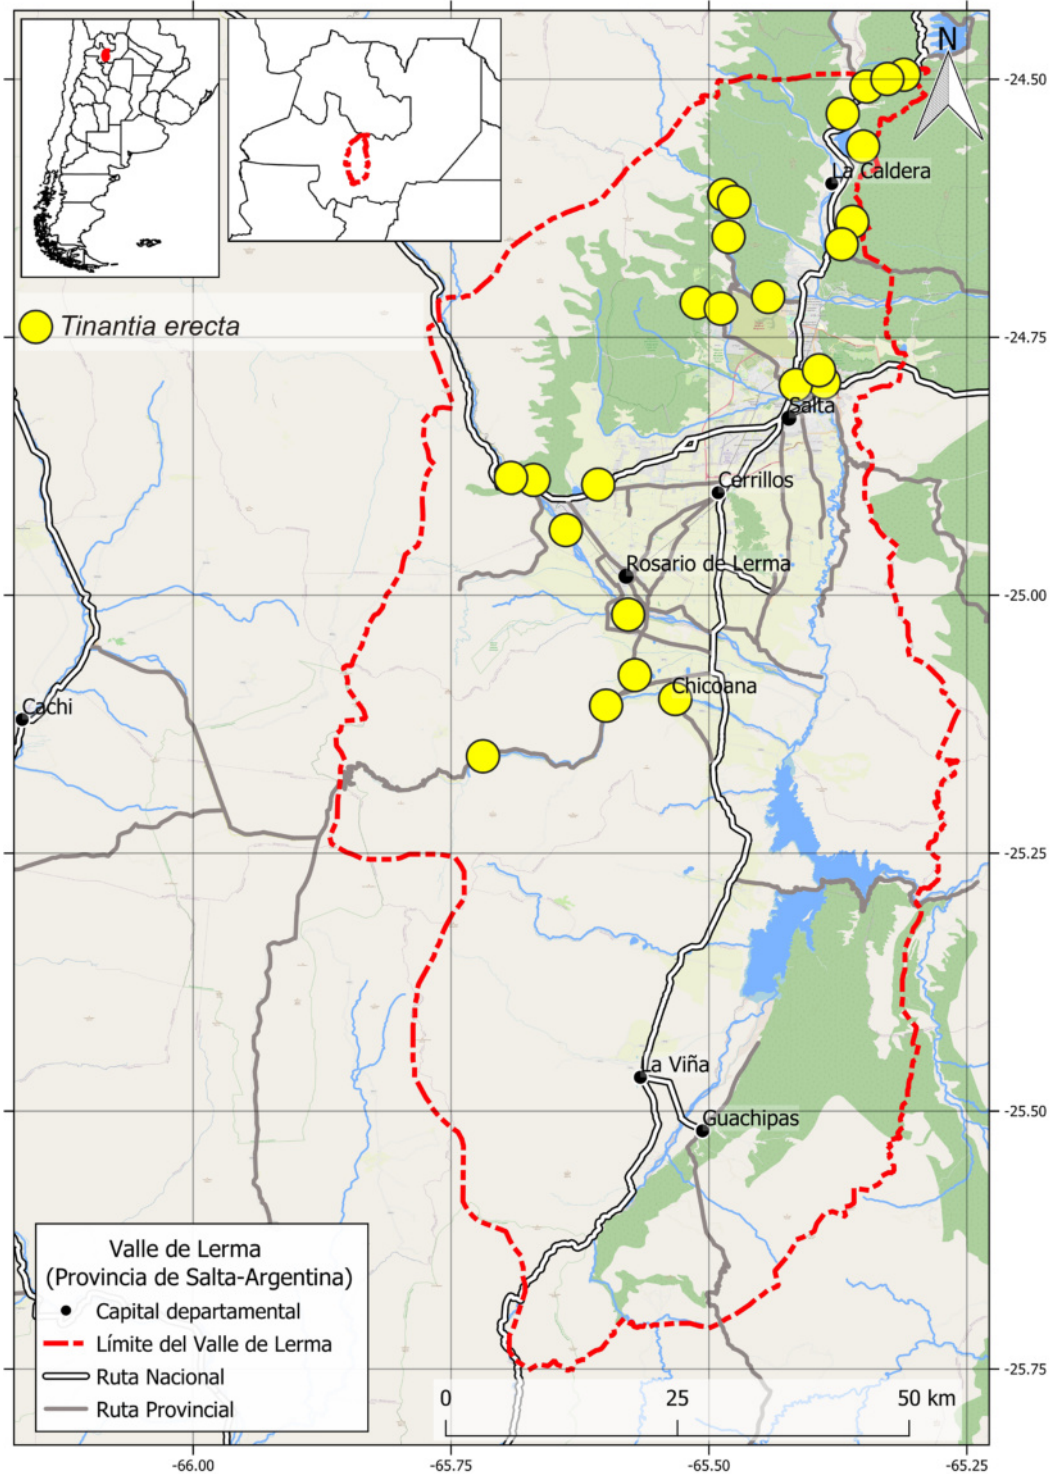 N
-24.50
La Caldera
Tinantia erecta
-24.75
Salta
Cerrillos
Rosario de Lerma
-25.00
Chicoana
Cachi
-25.25
La Viña
-25.50
Guachipas
Valle de Lerma
(Provincia de Salta-Argentina)
Capital departamental
Límite del Valle de Lerma
Ruta Nacional
Ruta Provincial
-25.75
0 25 50 km
-66.00 -65.75 -65.50 -65.25